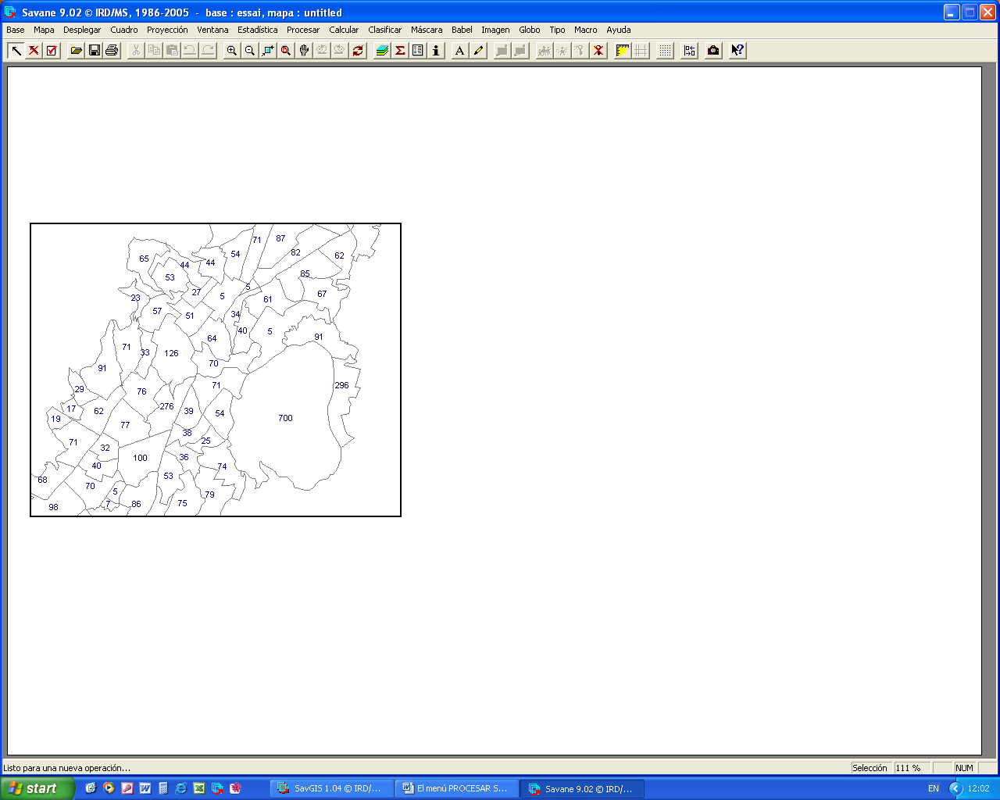 Savane 9.02 © IRD/MS, 1986-2005 - base : essai, mapa : untitled
Base Mapa Desplegar Cuadro Proyección Ventana Estadística Procesar Calcular Clasificar Máscara Babel Imagen Globo Tipo Macro Ayuda
71 87
54 82 62
65 44 44
53 85
5
27 5 61 67
23
57 51 34
40 5
64 91
71 33 126
70
91
71 296
29 76
17 62 276 39 54
19 77 700
38
71 32 25
100 36
40 74
68 53
70 5 79
98 7 86 75
Listo para una nueva operación... Selección 111 % NUM
start SavGIS 1.04 © IRD/... El menú PROCESAR S... Savane 9.02 © IRD/... EN 12:02